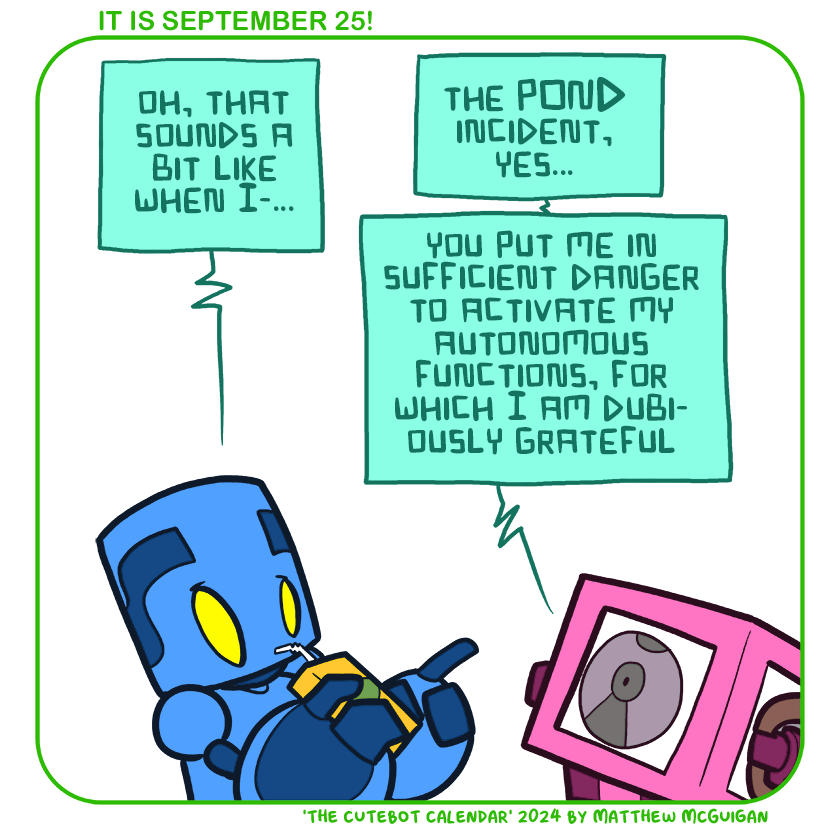 IT IS SEPTEMBER 25!
OH, THAT
SOUNDS A
BIT LIKE
WHEN I-...
THE POND
INCIDENT,
YES...
YOU PUT ME IN
SUFFICIENT DANGER
TO ACTIVATE MY
AUTONOMOUS
FUNCTIONS, FOR
WHICH I AM DUBI-
OUSLY GRATEFUL
'THE CUTEBOT CALENDAR' 2024 BY MATTHEW MCGUIGAN